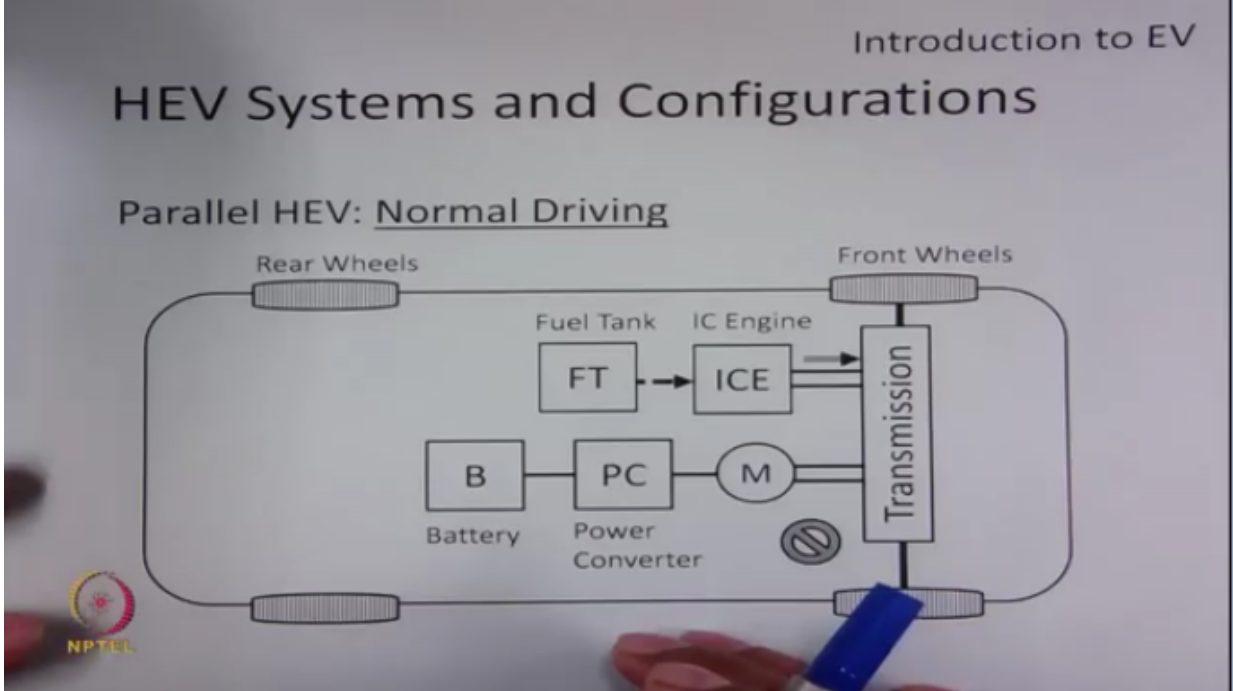 Introduction to EV
HEV Systems and Configurations
Parallel HEV: Normal Driving
Rear Wheels
Front Wheels
Fuel Tank
IC Engine
FT
ICE
Transmission
B
PC
M
Battery
Power
Converter
NPTEL